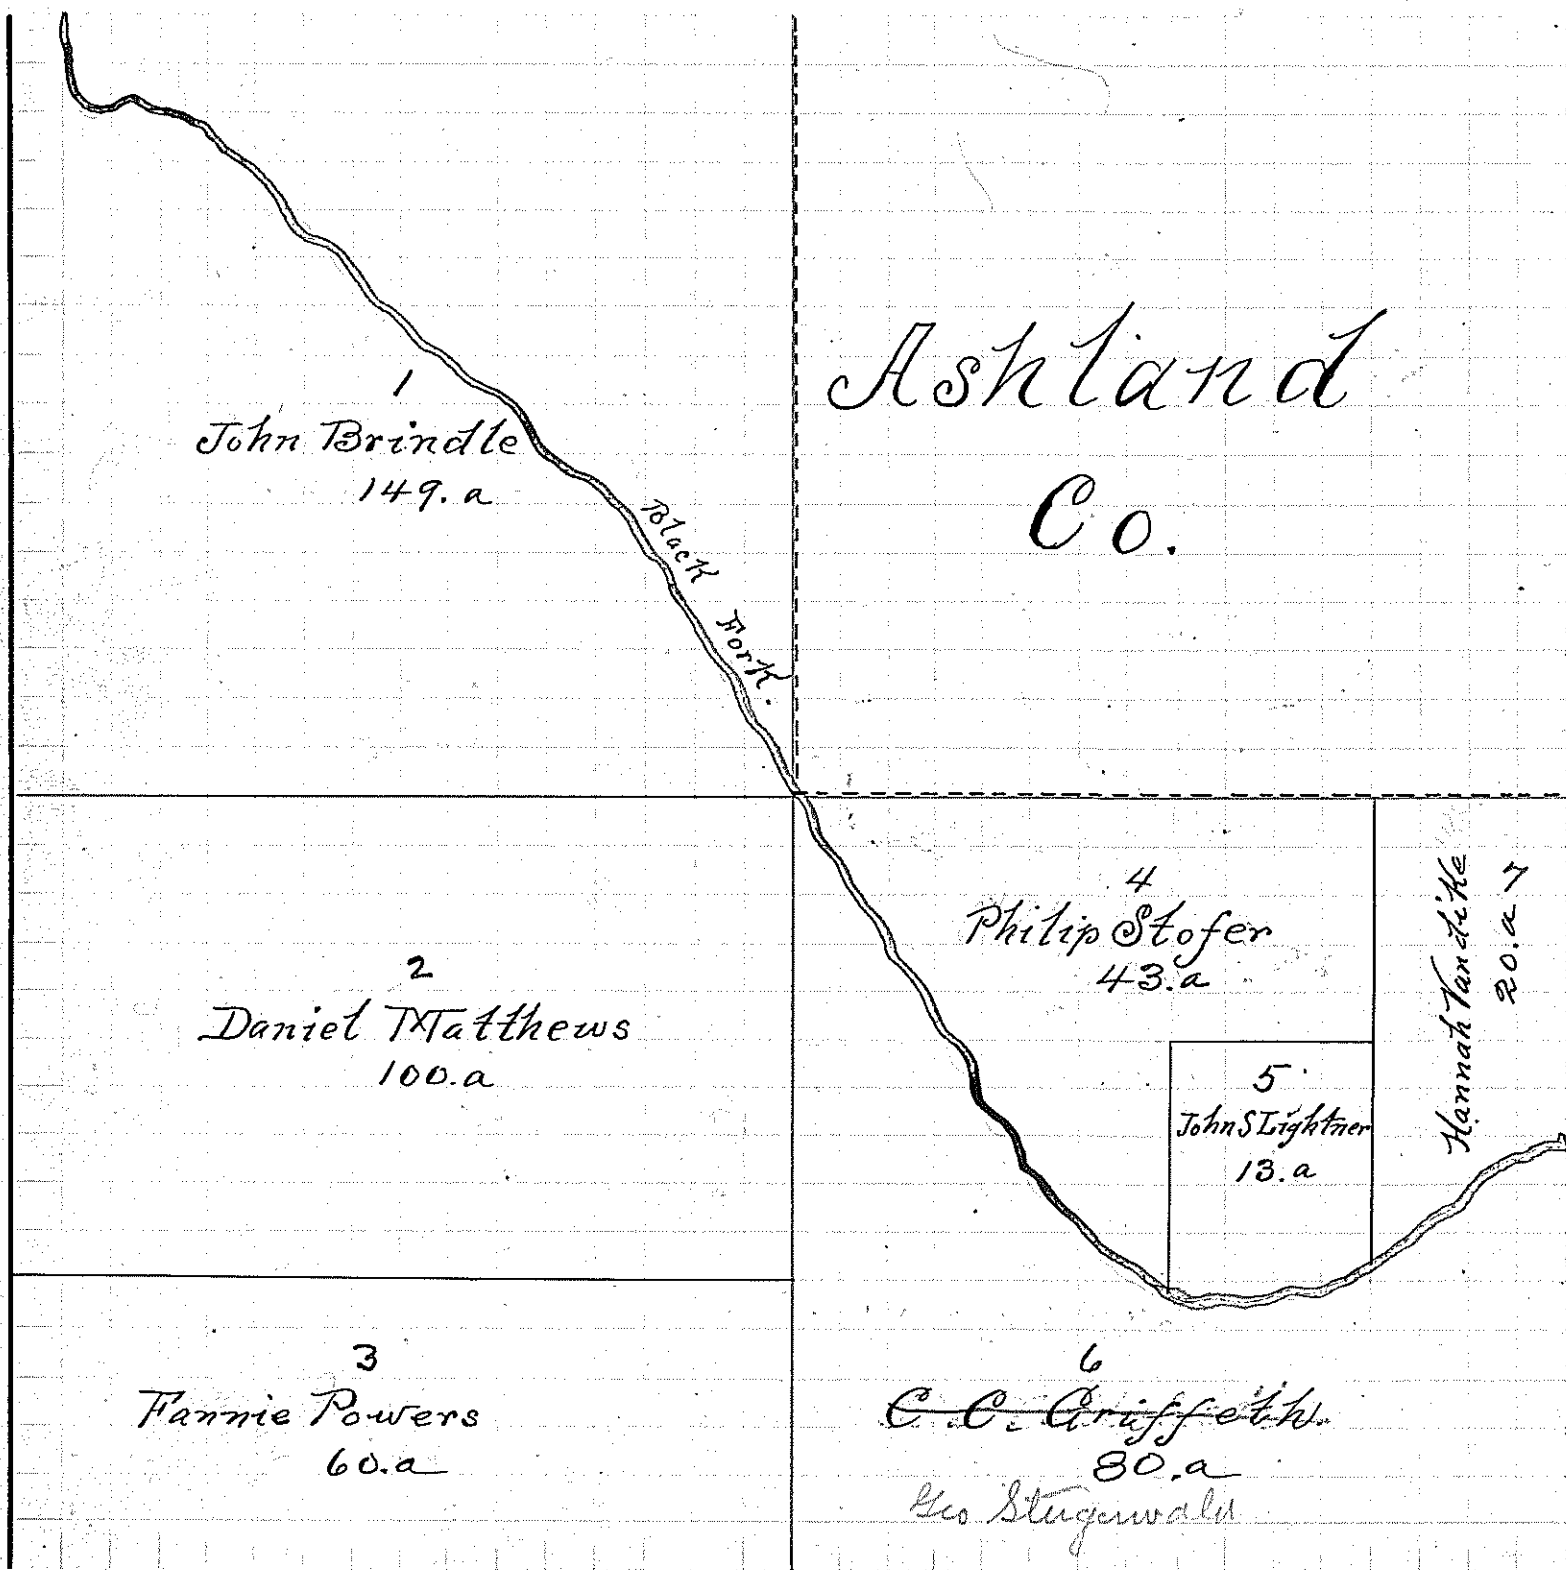 Ashland
Co.
1
John Brindle
149.a
Black Fork.
2
Daniel Matthews
100.a
3
Fannie Powers
60.a
4
Philip Stofer
43.a
5
John S Lightner
13.a
7
Hannah Vandike
20.a
6
C.C. Griffeth.
80.a
Geo Steigerwald